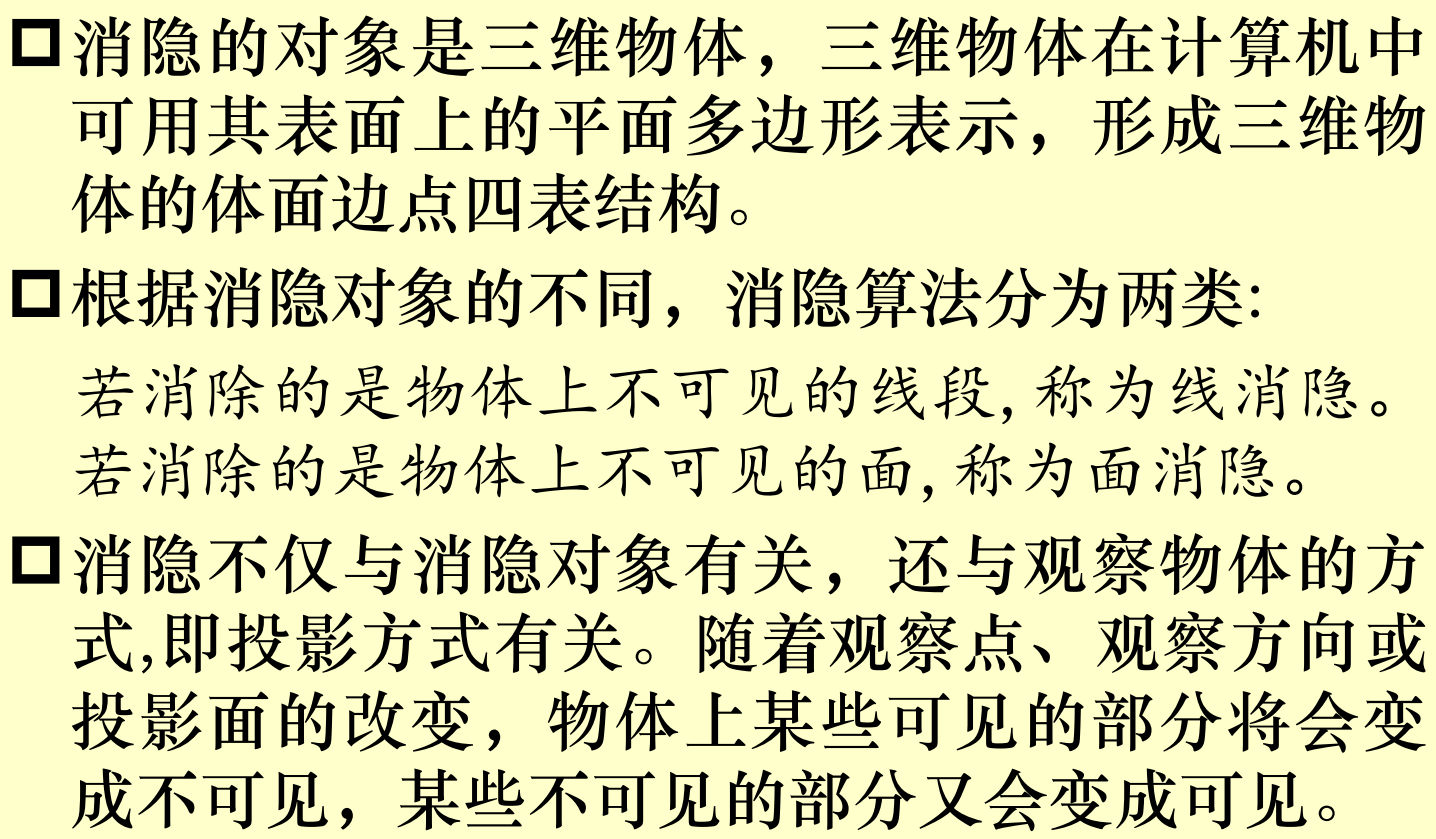 消隐的对象是三维物体，三维物体在计算机中
可用其表面上的平面多边形表示，形成三维物
体的体面边点四表结构。
根据消隐对象的不同，消隐算法分为两类:
若消除的是物体上不可见的线段,称为线消隐。
若消除的是物体上不可见的面,称为面消隐。
消隐不仅与消隐对象有关，还与观察物体的方
式,即投影方式有关。随着观察点、观察方向或
投影面的改变，物体上某些可见的部分将会变
成不可见，某些不可见的部分又会变成可见。